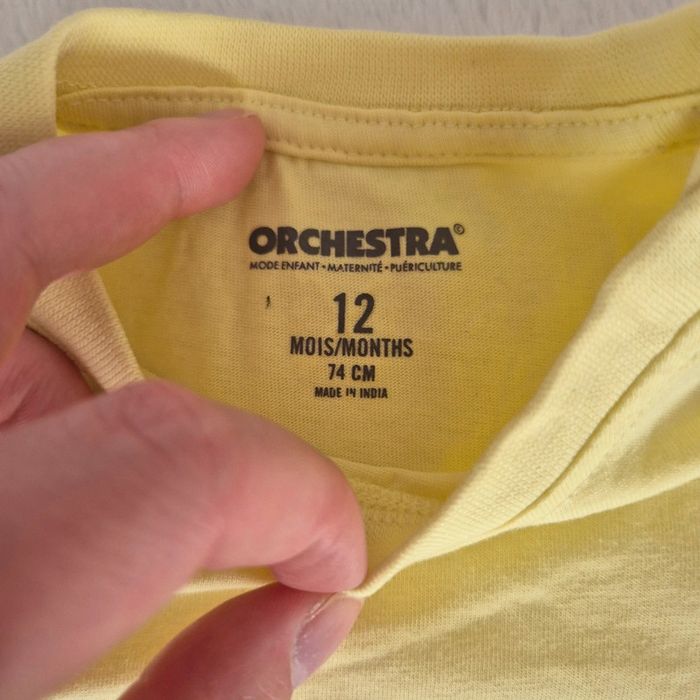 ORCHESTRA©
MODE ENFANT • MATERNITÉ • PUÉRICULTURE
12
MOIS/MONTHS
74 CM
MADE IN INDIA